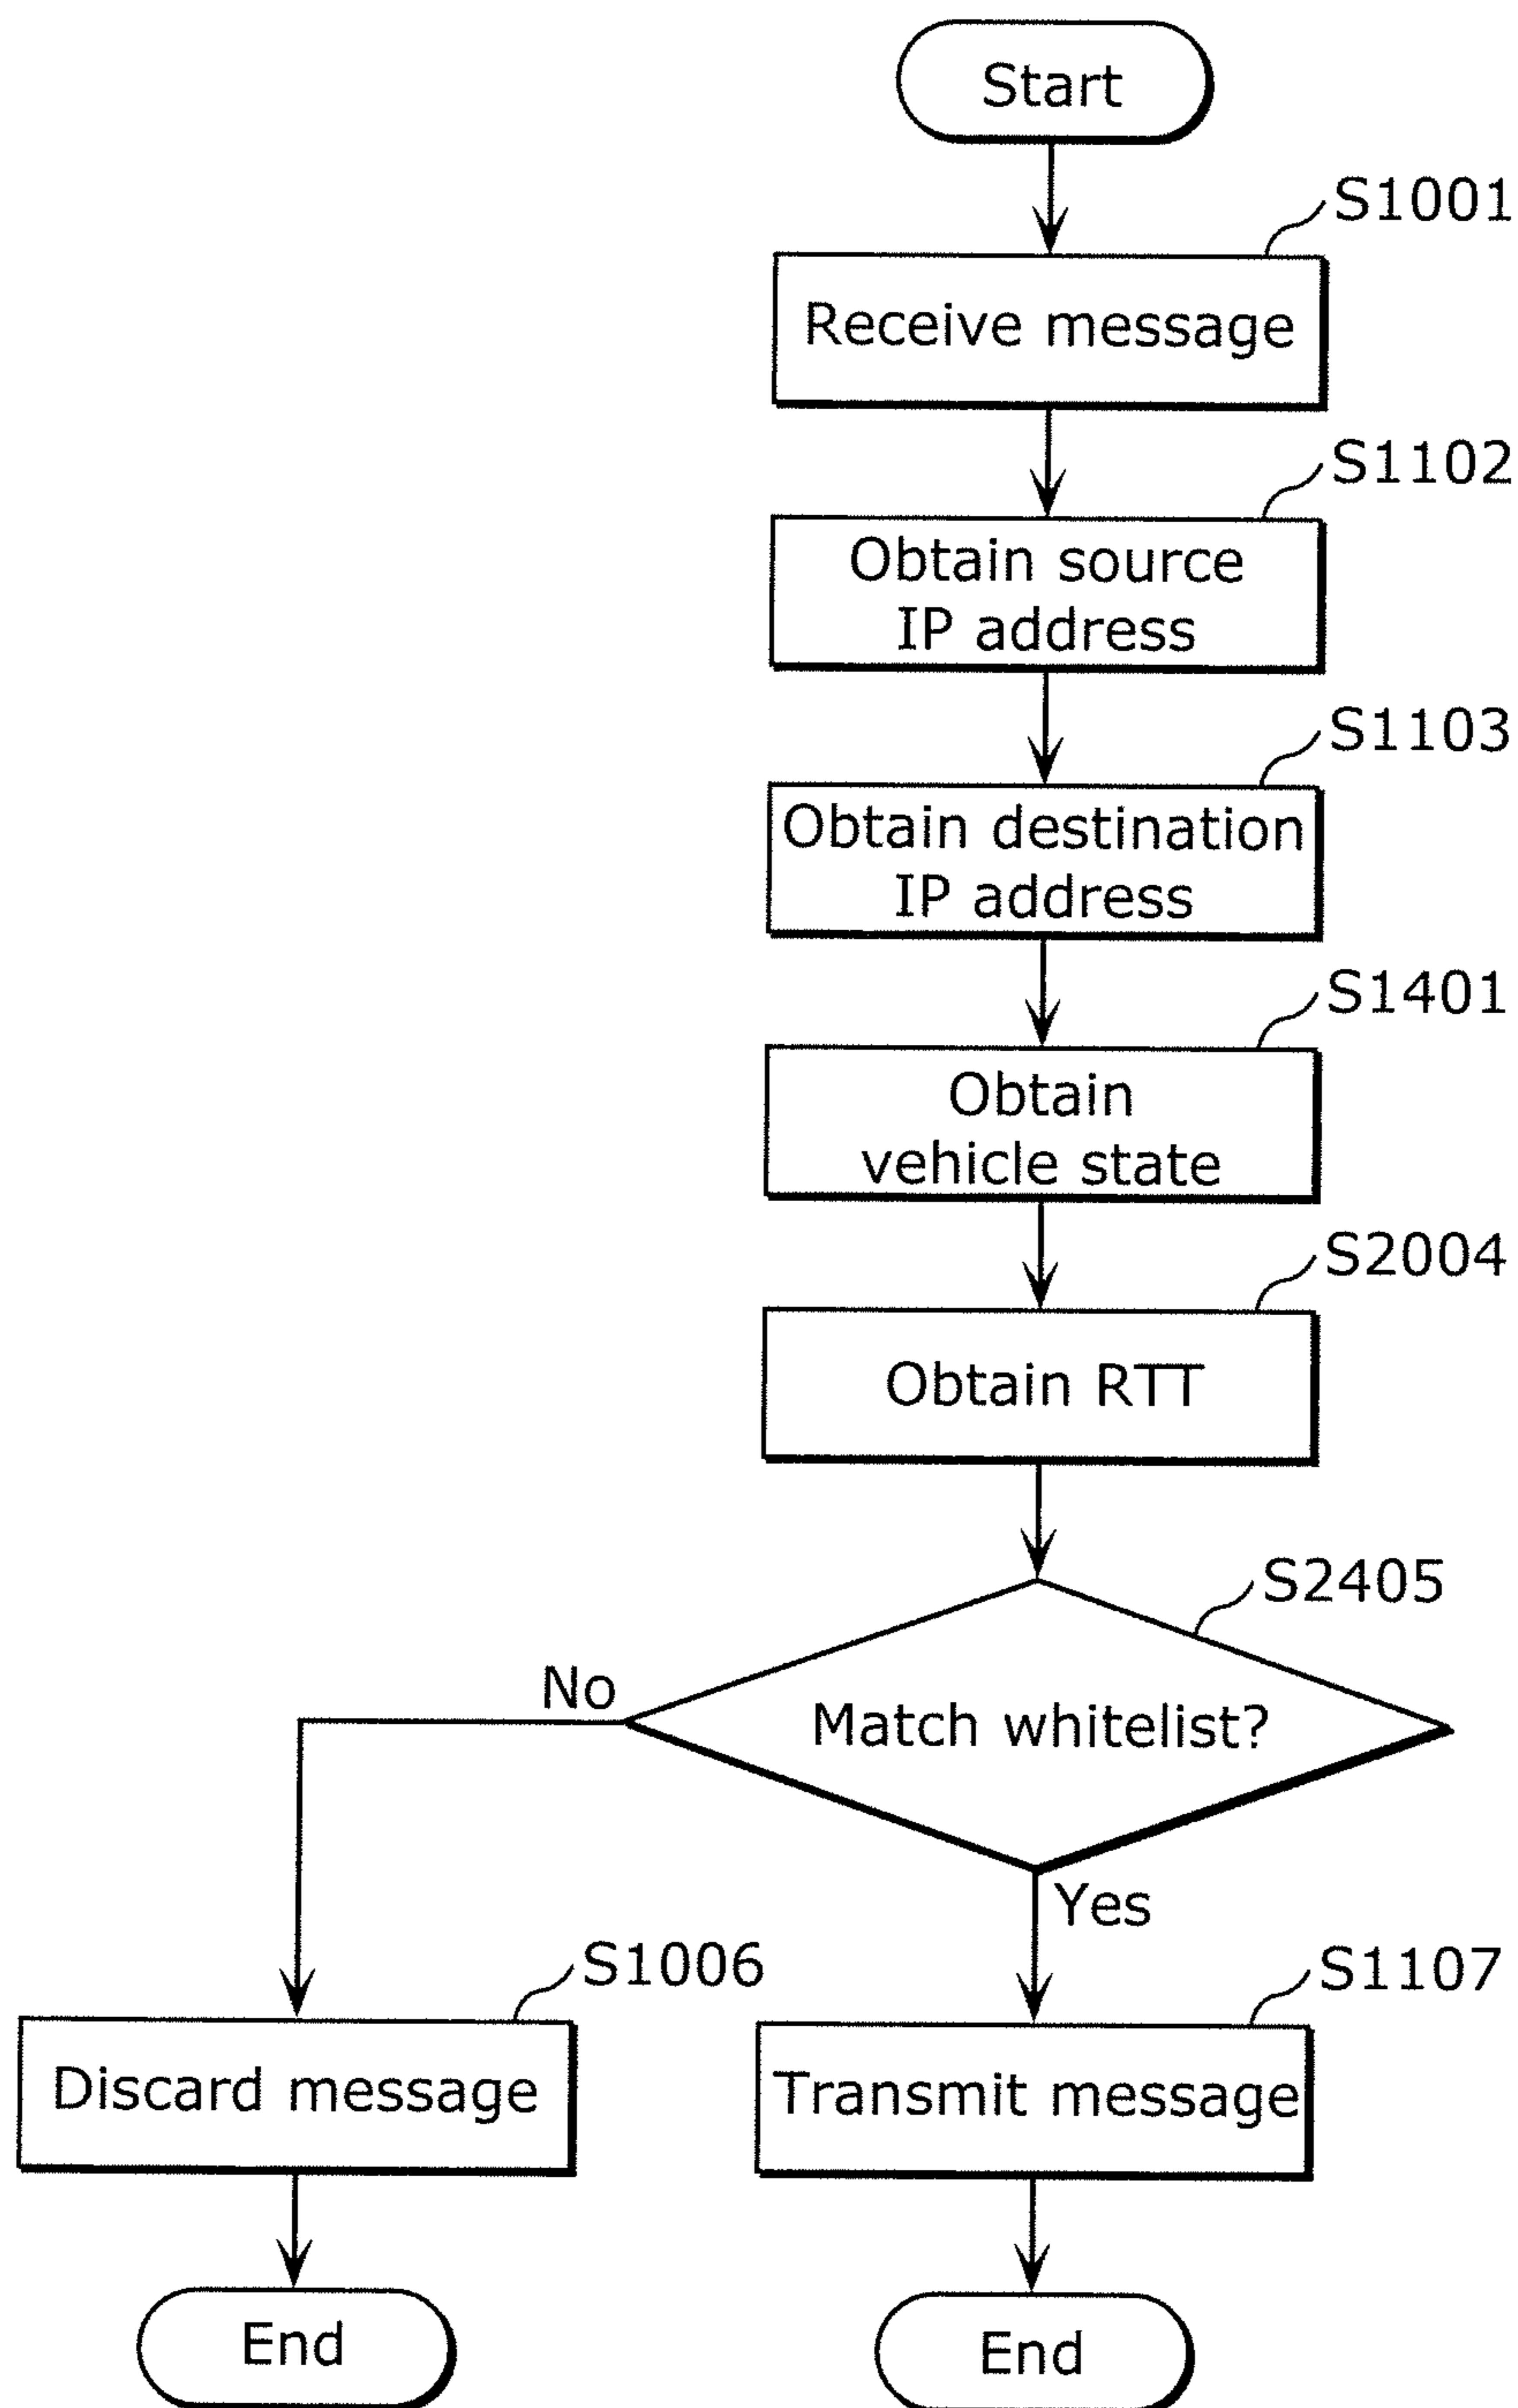 Start
S1001
Receive message
S1102
Obtain source
IP address
S1103
Obtain destination
IP address
S1401
Obtain
vehicle state
S2004
Obtain RTT
S2405
No
Match whitelist?
Yes
S1006
S1107
Discard message
Transmit message
End
End